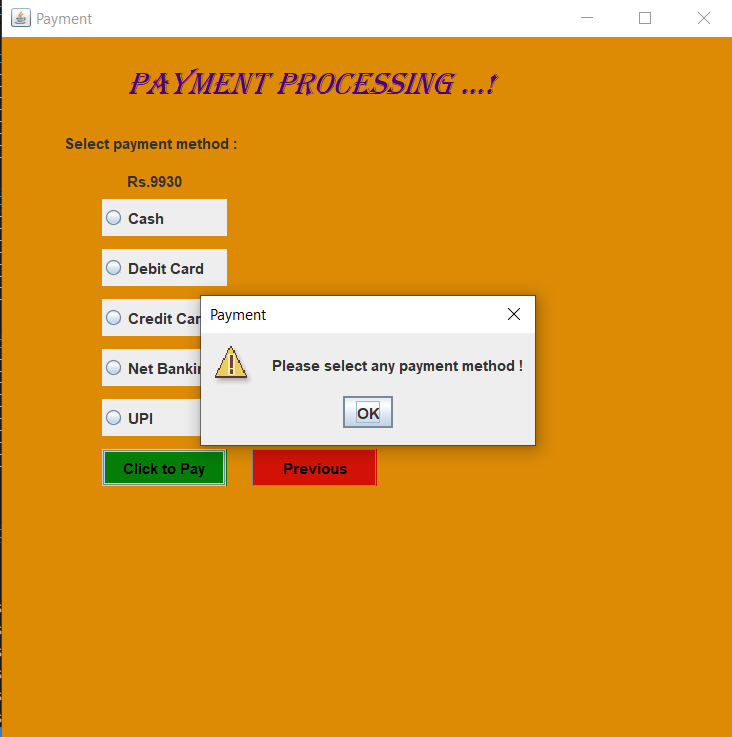 Payment
PAYMENT PROCESSING ...!
Select payment method :
Rs.9930
Cash
Debit Card
Credit Car
Payment
Please select any payment method !
Net Bankin
OK
UPI
Click to Pay
Previous